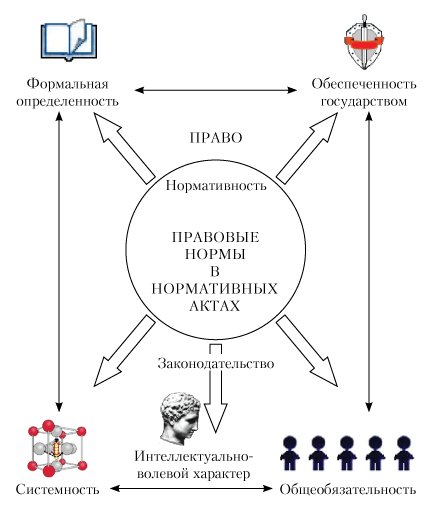 Формальная
определенность
Обеспеченность
государством
ПРАВО
Нормативность
ПРАВОВЫЕ
НОРМЫ
В
НОРМАТИВНЫХ
АКТАХ
Законодательство
Интеллектуально-
волевой характер
Системность
Общеобязательность